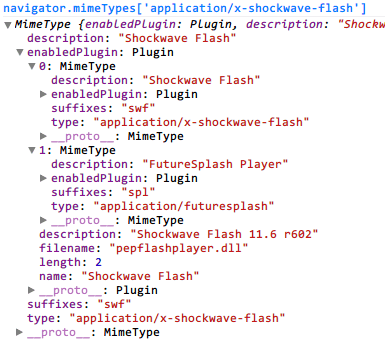 navigator.mimeTypes['application/x-shockwave-flash']
MimeType {enabledPlugin: Plugin, description: "Shockw
description: "Shockwave Flash"
enabledPlugin: Plugin
0: MimeType
description: "Shockwave Flash"
enabledPlugin: Plugin
suffixes: "swf"
type: "application/x-shockwave-flash"
__proto__: MimeType
1: MimeType
description: "FutureSplash Player"
enabledPlugin: Plugin
suffixes: "spl"
type: "application/futuresplash"
__proto__: MimeType
description: "Shockwave Flash 11.6 r602"
filename: "pepflashplayer.dll"
length: 2
name: "Shockwave Flash"
__proto__: Plugin
suffixes: "swf"
type: "application/x-shockwave-flash"
__proto__: MimeType